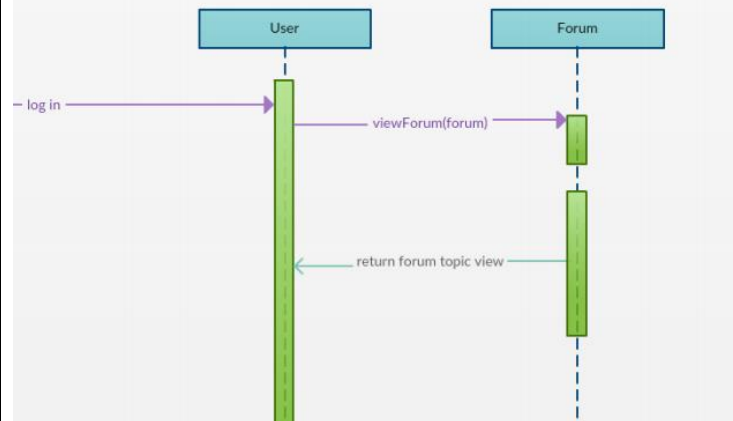 User
Forum
log in
viewForum(forum)
return forum topic view